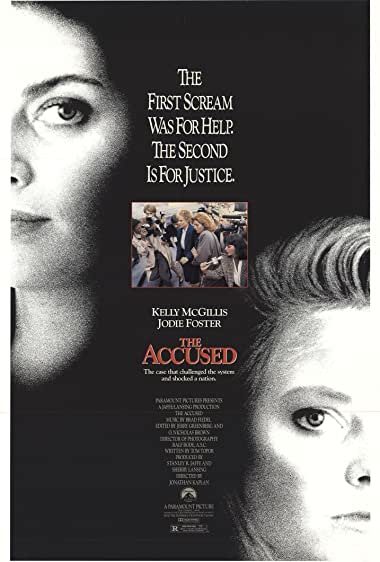 THE
FIRST SCREAM
WAS FOR HELP.
THE SECOND
IS FOR JUSTICE.
KELLY MCGILLIS
JODIE FOSTER
THE
ACCUSED
The case that challenged the system
and shocked a nation.
PARAMOUNT PICTURES PRESENTS
A JAFFE/LANSING PRODUCTION
THE ACCUSED
MUSIC BY BRAD FIEDEL
EDITED BY JERRY GREENBERG AND
O. NICHOLAS BROWN
DIRECTOR OF PHOTOGRAPHY
RALF BODE, A.S.C.
WRITTEN BY TOM TOPOR
PRODUCED BY
STANLEY R. JAFFE AND
SHERRY LANSING
DIRECTED BY
JONATHAN KAPLAN
A PARAMOUNT PICTURE
R